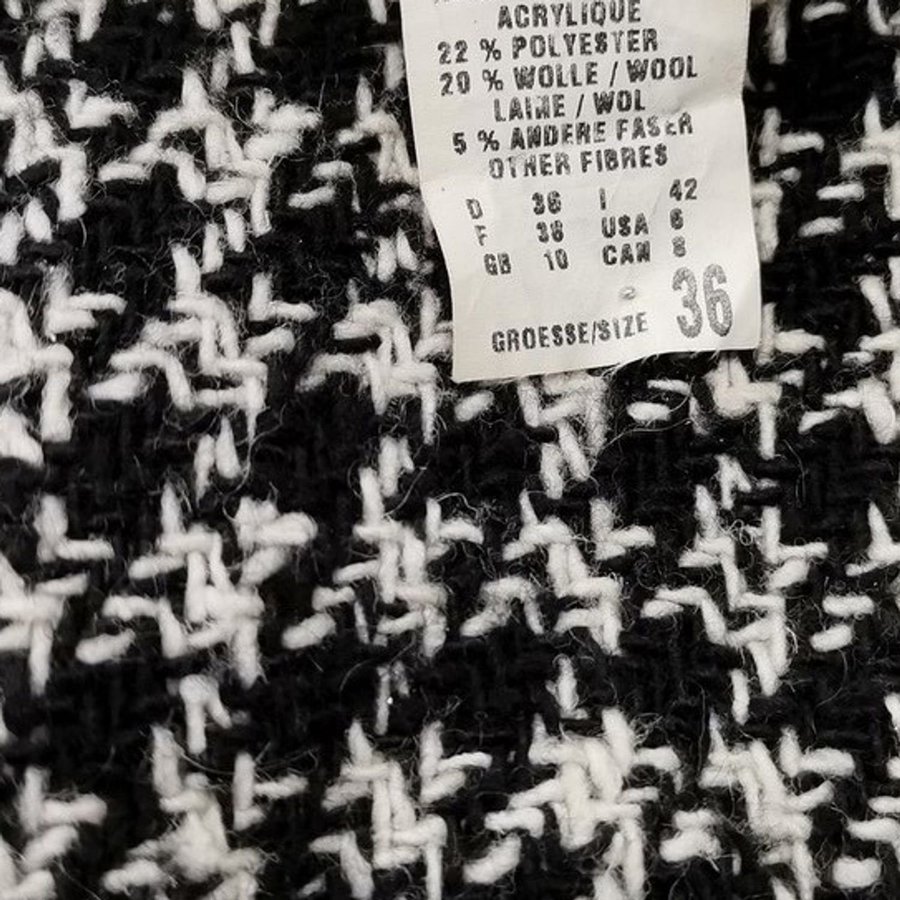 ACRYLIQUE
22 % POLYESTER
20 % WOLLE / WOOL
LAINE / WOL
5 % ANDERE FASER
OTHER FIBRES
D 36 I 42
F 38 USA 6
GB 10 CAN 8
GROESSE/SIZE 36